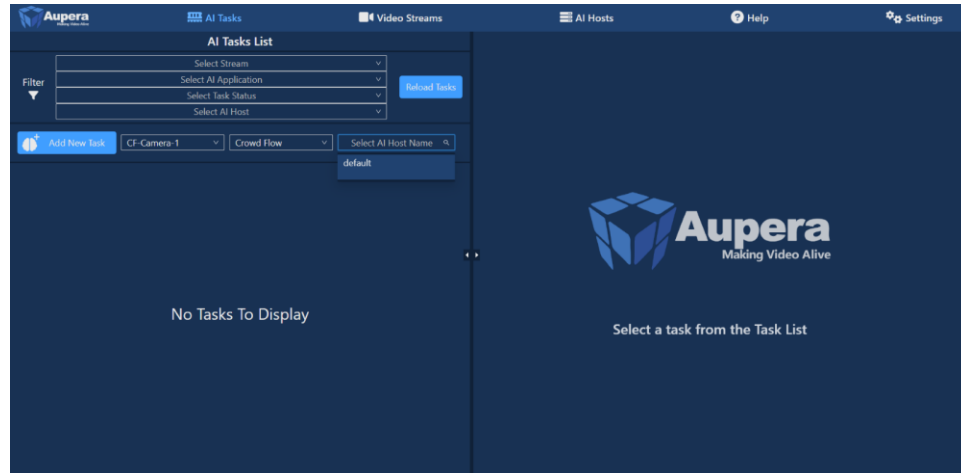 Aupera
Making Video Alive
AI Tasks
Video Streams
AI Hosts
Help
Settings
AI Tasks List
Filter
Select Stream
Select AI Application
Select Task Status
Select AI Host
Reload Tasks
Add New Task
CF-Camera-1
Crowd Flow
Select AI Host Name
default
No Tasks To Display
Aupera
Making Video Alive
Select a task from the Task List